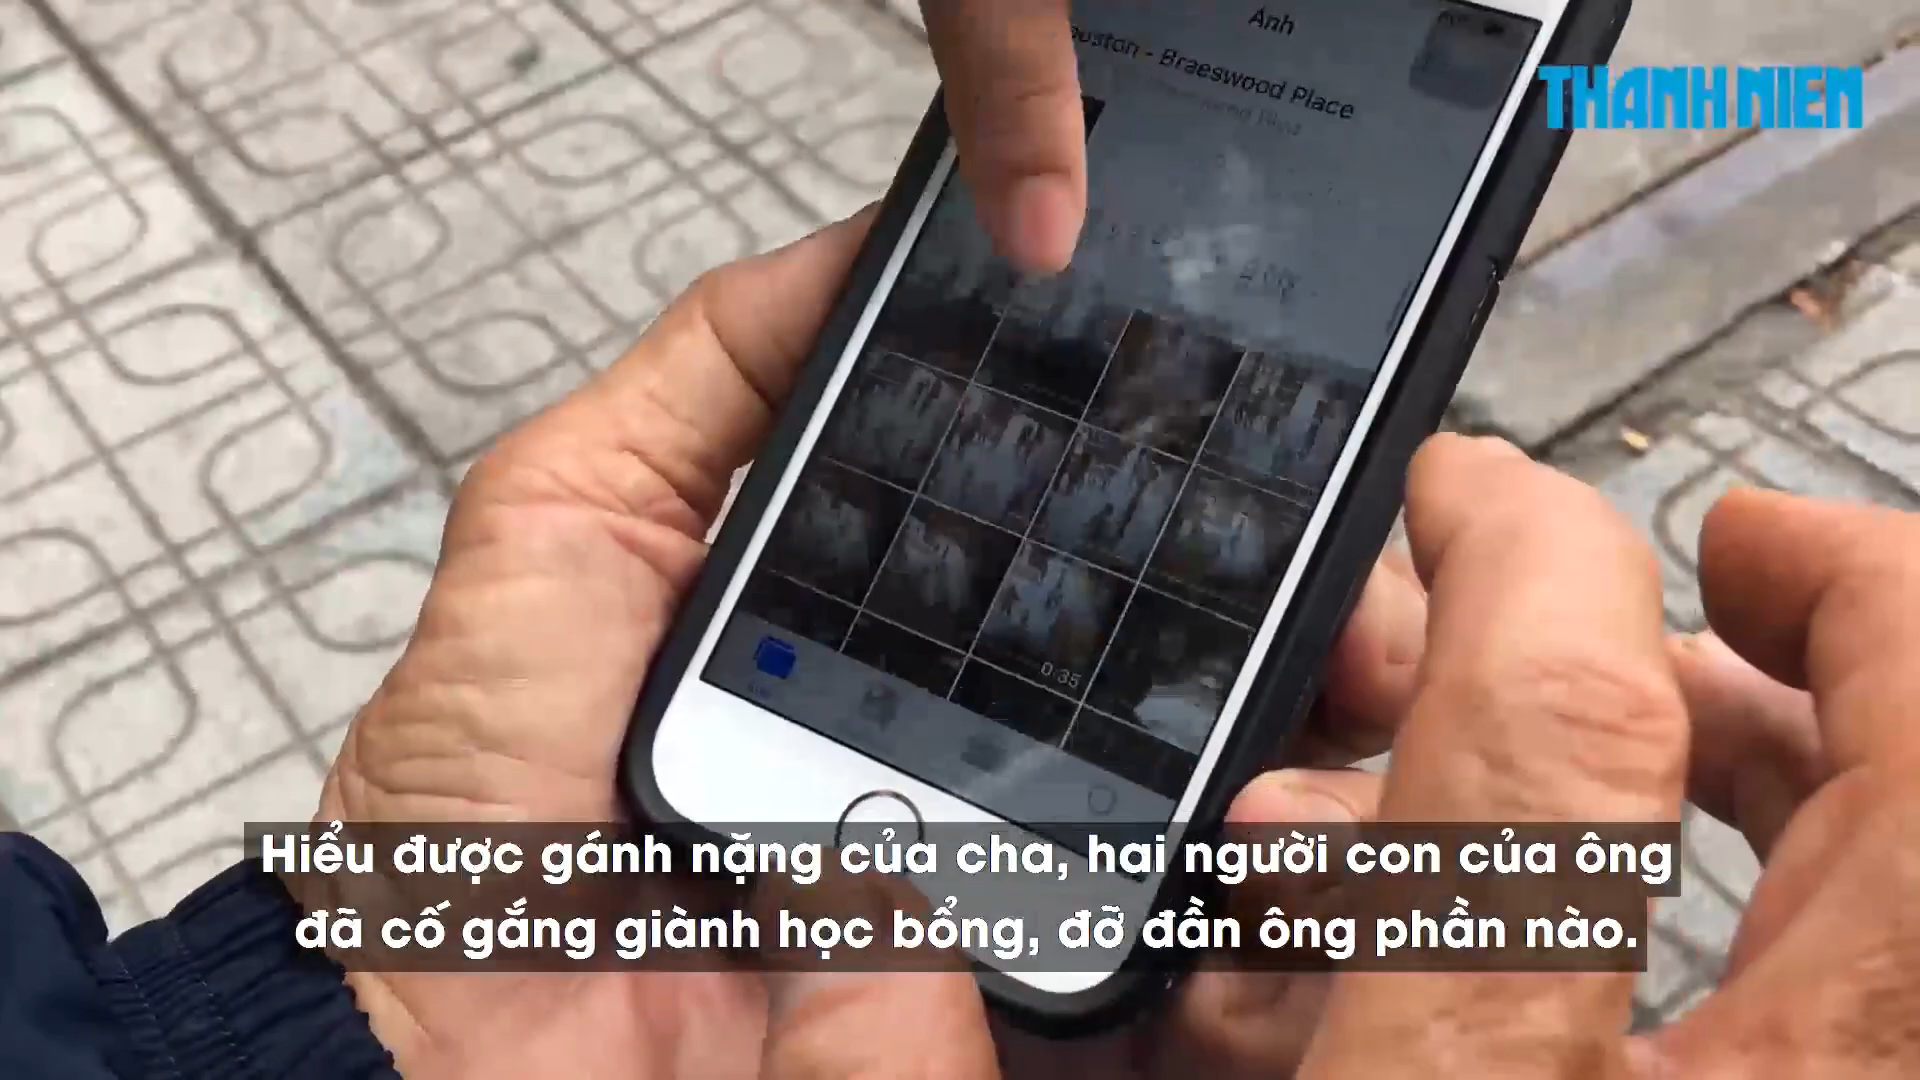 Ảnh
THANH NIEN
Braeswood Place
0:35
Hiểu được gánh nặng của cha, hai người con của ông
đã cố gắng giành học bổng, đỡ đần ông phần nào.